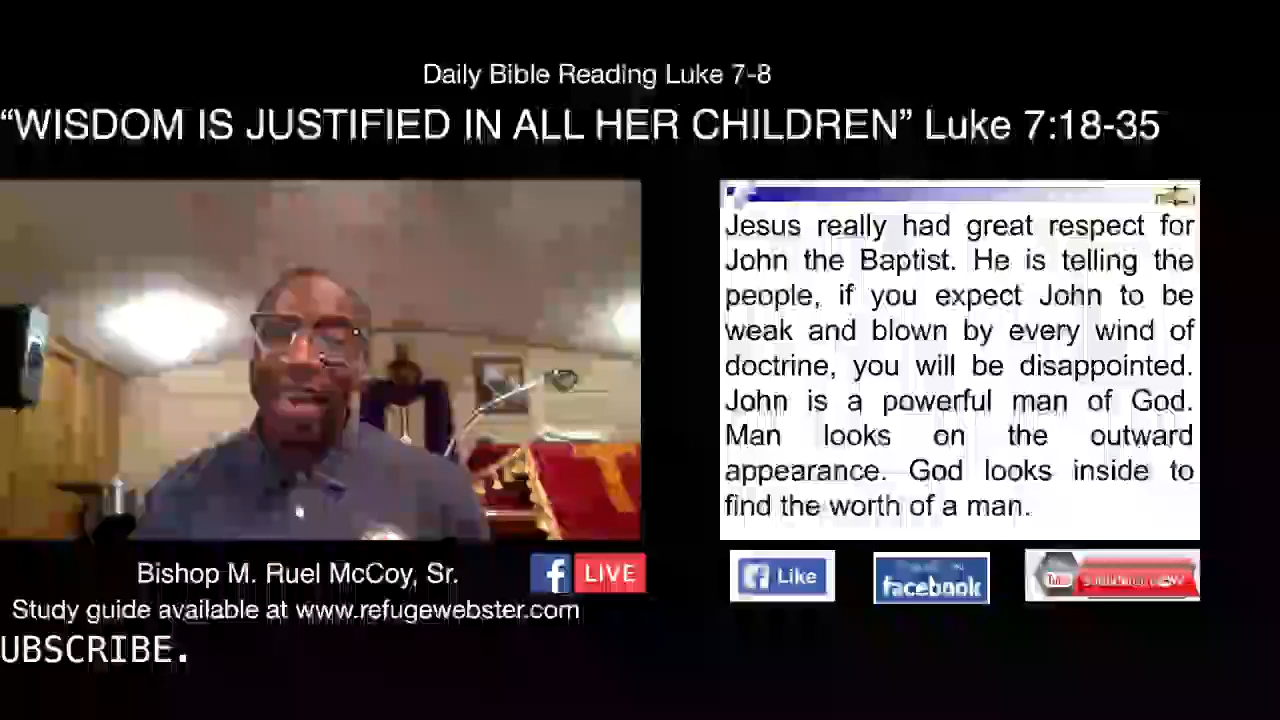 Daily Bible Reading Luke 7-8
“WISDOM IS JUSTIFIED IN ALL HER CHILDREN” Luke 7:18-35
Jesus really had great respect for
John the Baptist. He is telling the
people, if you expect John to be
weak and blown by every wind of
doctrine, you will be disappointed.
John is a powerful man of God.
Man looks on the outward
appearance. God looks inside to
find the worth of a man.
Bishop M. Ruel McCoy, Sr.
f LIVE
Study guide available at www.refugewebster.com
UBSCRIBE.
f Like
facebook